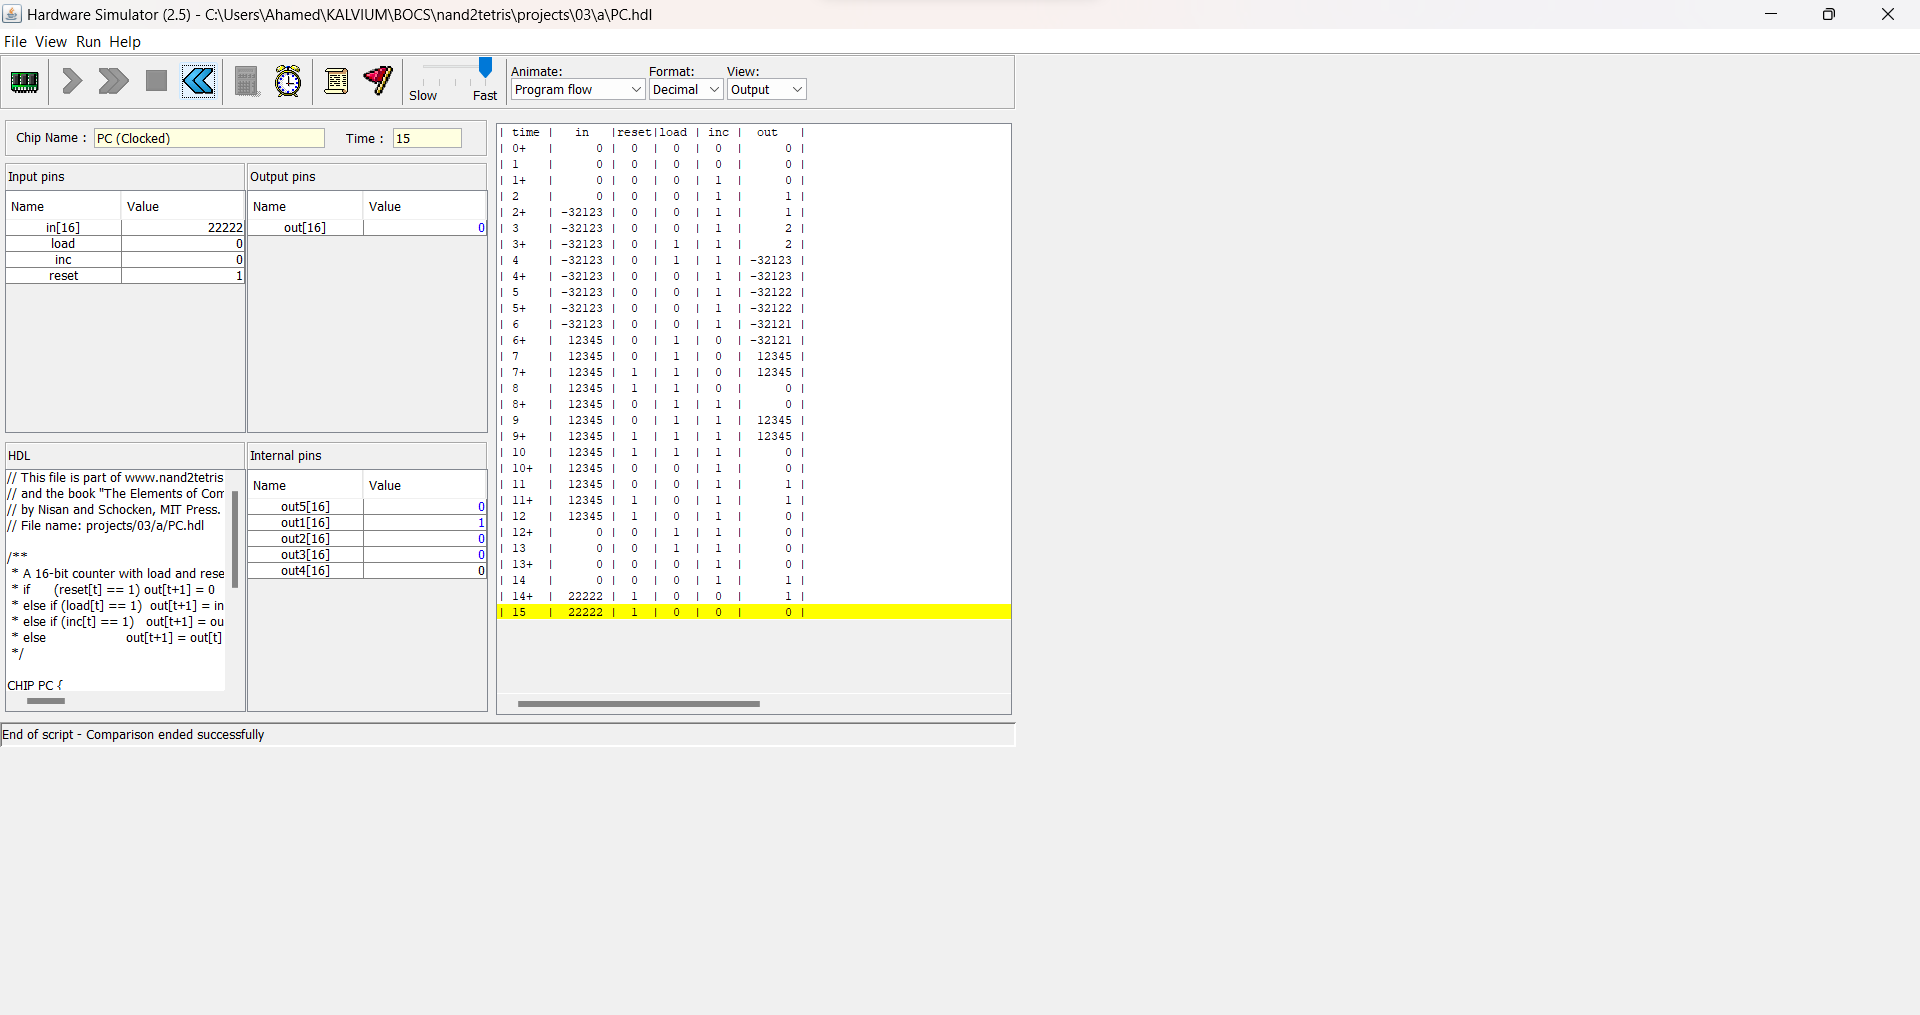 Hardware Simulator (2.5) - C:\Users\Ahamed\KALVIUM\BOCS\nand2tetris\projects\03\a\PC.hdl
File View Run Help
Slow Fast
Animate: Format: View:
Program flow Decimal Output
Chip Name : PC (Clocked) Time : 15
Input pins
Name Value
in[16] 22222
load 0
inc 0
reset 1
Output pins
Name Value
out[16] 0
HDL
// This file is part of www.nand2tetris
// and the book "The Elements of Com
// by Nisan and Schocken, MIT Press.
// File name: projects/03/a/PC.hdl
/**
* A 16-bit counter with load and rese
* if (reset[t] == 1) out[t+1] = 0
* else if (load[t] == 1) out[t+1] = in
* else if (inc[t] == 1) out[t+1] = ou
* else out[t+1] = out[t]
*/
CHIP PC {
Internal pins
Name Value
out5[16] 0
out1[16] 1
out2[16] 0
out3[16] 0
out4[16] 0
| time | in |reset|load | inc | out |
| 0+ | 0 | 0 | 0 | 0 | 0 |
| 1 | 0 | 0 | 0 | 0 | 0 |
| 1+ | 0 | 0 | 0 | 1 | 0 |
| 2 | 0 | 0 | 0 | 1 | 1 |
| 2+ | -32123 | 0 | 0 | 1 | 1 |
| 3 | -32123 | 0 | 0 | 1 | 2 |
| 3+ | -32123 | 0 | 1 | 1 | 2 |
| 4 | -32123 | 0 | 1 | 1 | -32123 |
| 4+ | -32123 | 0 | 0 | 1 | -32123 |
| 5 | -32123 | 0 | 0 | 1 | -32122 |
| 5+ | -32123 | 0 | 0 | 1 | -32122 |
| 6 | -32123 | 0 | 0 | 1 | -32121 |
| 6+ | 12345 | 0 | 1 | 0 | -32121 |
| 7 | 12345 | 0 | 1 | 0 | 12345 |
| 7+ | 12345 | 1 | 1 | 0 | 12345 |
| 8 | 12345 | 1 | 1 | 0 | 0 |
| 8+ | 12345 | 0 | 1 | 1 | 0 |
| 9 | 12345 | 0 | 1 | 1 | 12345 |
| 9+ | 12345 | 1 | 1 | 1 | 12345 |
| 10 | 12345 | 1 | 1 | 1 | 0 |
| 10+ | 12345 | 0 | 0 | 1 | 0 |
| 11 | 12345 | 0 | 0 | 1 | 1 |
| 11+ | 12345 | 1 | 0 | 1 | 1 |
| 12 | 12345 | 1 | 0 | 1 | 0 |
| 12+ | 0 | 0 | 1 | 1 | 0 |
| 13 | 0 | 0 | 1 | 1 | 0 |
| 13+ | 0 | 0 | 0 | 1 | 0 |
| 14 | 0 | 0 | 0 | 1 | 1 |
| 14+ | 22222 | 1 | 0 | 0 | 1 |
| 15 | 22222 | 1 | 0 | 0 | 0 |
End of script - Comparison ended successfully